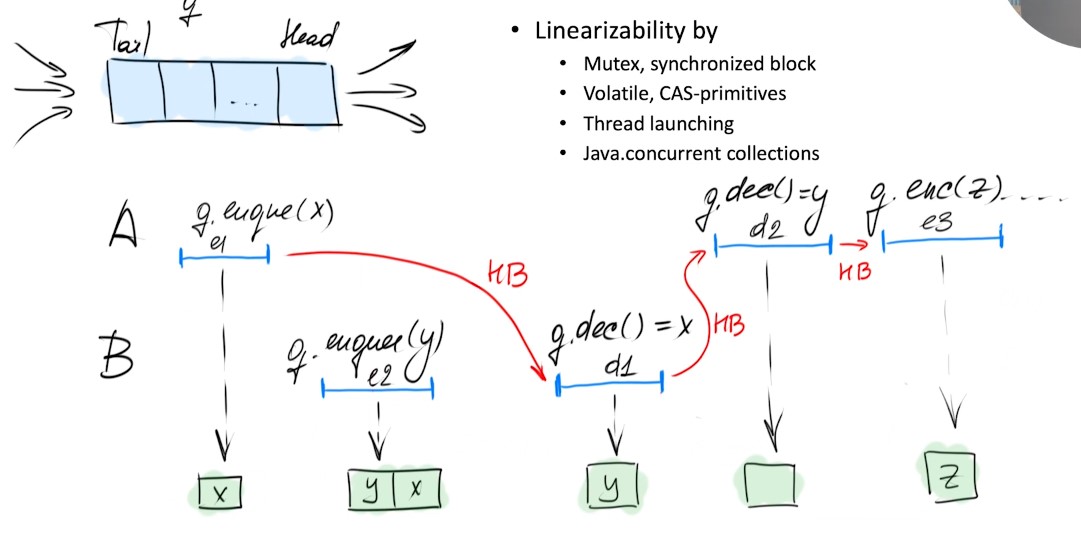 q
Tail Head
...
• Linearizability by
• Mutex, synchronized block
• Volatile, CAS-primitives
• Thread launching
• Java.concurrent collections
A
q.enque(x)
e1
q.dec()=y
d2
q.enc(z)....
e3
HB
HB
HB
B
q.enque(y)
e2
q.dec() = x
d1
x
y x
y
z